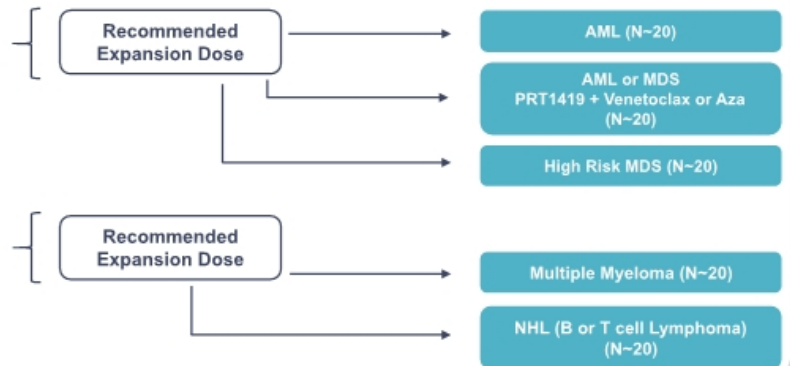 Recommended
Expansion Dose
AML (N~20)
AML or MDS
PRT1419 + Venetoclax or Aza
(N~20)
High Risk MDS (N~20)
Recommended
Expansion Dose
Multiple Myeloma (N~20)
NHL (B or T cell Lymphoma)
(N~20)